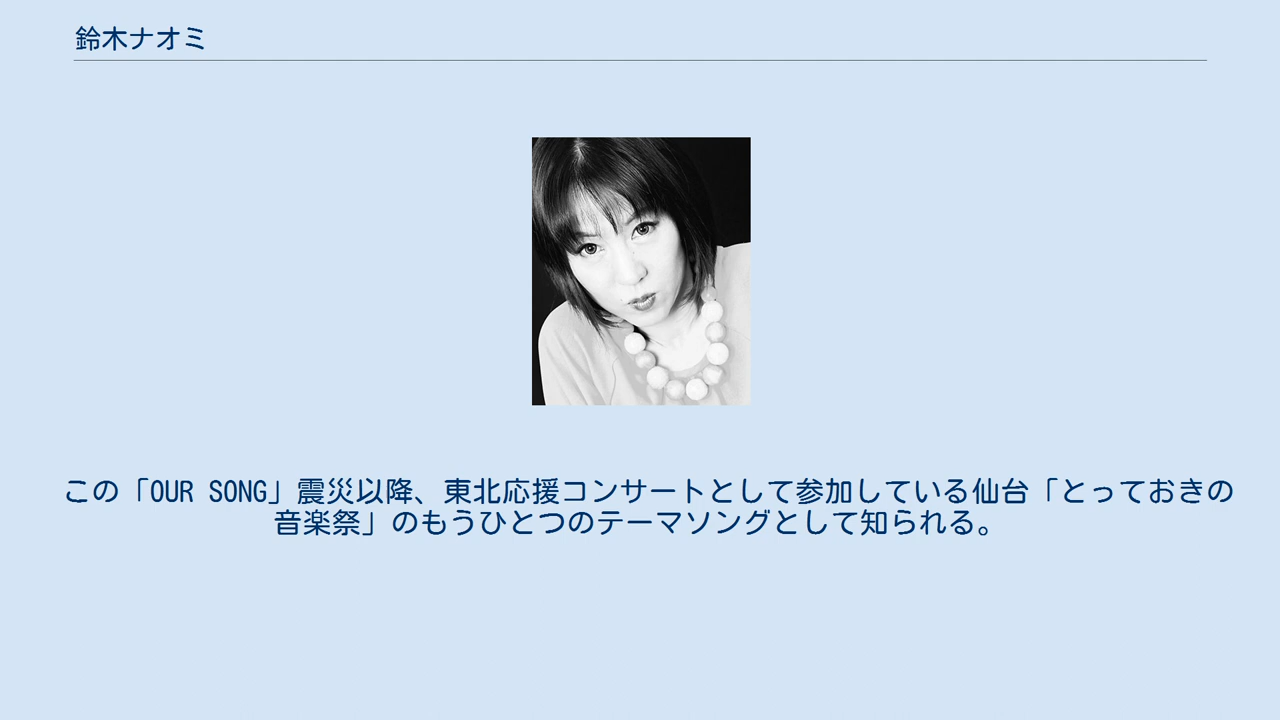 鈴木ナオミ
この「OUR SONG」震災以降、東北応援コンサートとして参加している仙台「とっておきの
音楽祭」のもうひとつのテーマソングとして知られる。